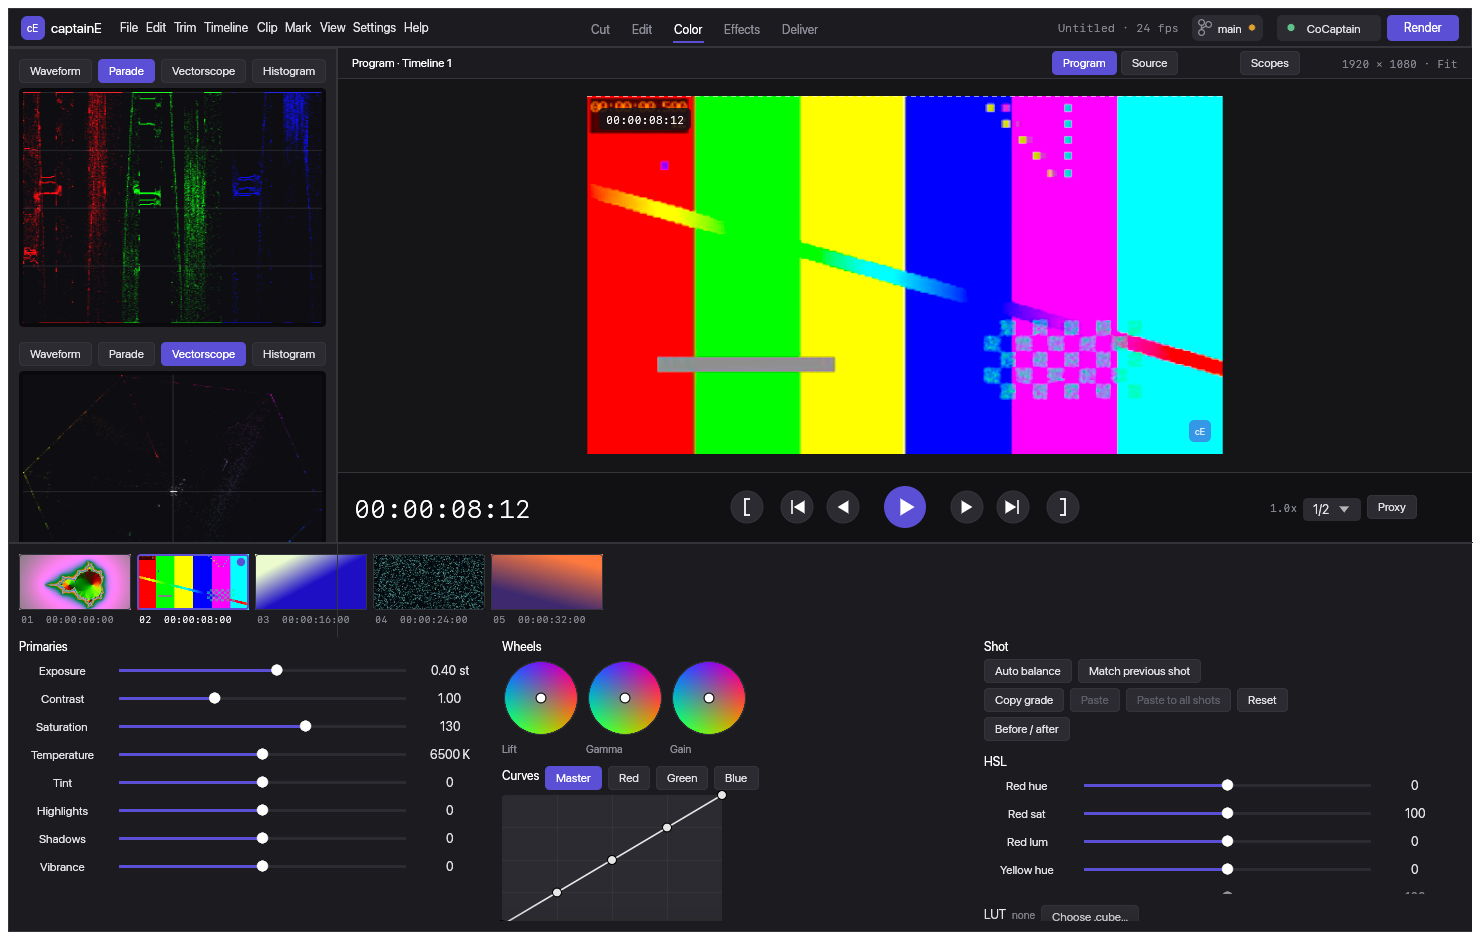 cE captainE File Edit Trim Timeline Clip Mark View Settings Help Cut Edit Color Effects Deliver Untitled · 24 fps main CoCaptain Render
Waveform Parade Vectorscope Histogram
Program · Timeline 1 Program Source Scopes 1920 × 1080 · Fit
00:00:08:12
Waveform Parade Vectorscope Histogram
cE
00:00:08:12 1.0x 1/2 Proxy
01 00:00:00:00 02 00:00:08:00 03 00:00:16:00 04 00:00:24:00 05 00:00:32:00
Primaries
Exposure 0.40 st
Contrast 1.00
Saturation 130
Temperature 6500 K
Tint 0
Highlights 0
Shadows 0
Vibrance 0
Wheels
Lift Gamma Gain
Curves Master Red Green Blue
Shot
Auto balance Match previous shot
Copy grade Paste Paste to all shots Reset
Before / after
HSL
Red hue 0
Red sat 100
Red lum 0
Yellow hue 0
LUT none Choose .cube...